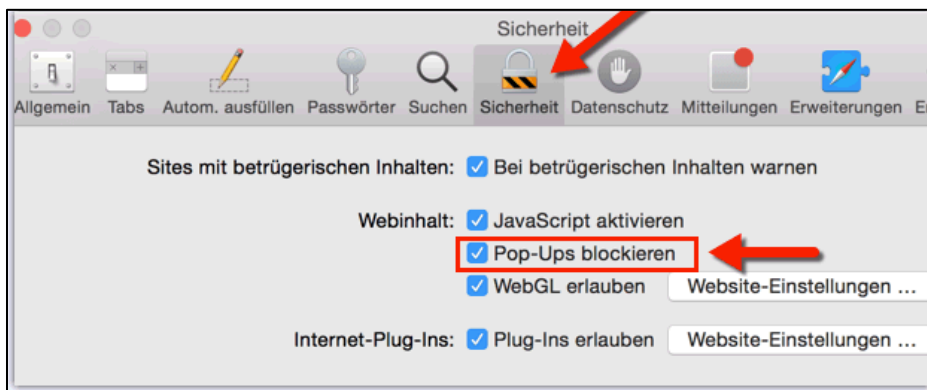 Sicherheit
Allgemein Tabs Autom. ausfüllen Passwörter Suchen Sicherheit Datenschutz Mitteilungen Erweiterungen
Sites mit betrügerischen Inhalten: Bei betrügerischen Inhalten warnen
Webinhalt: JavaScript aktivieren
Pop-Ups blockieren
WebGL erlauben Website-Einstellungen ...
Internet-Plug-Ins: Plug-Ins erlauben Website-Einstellungen ...